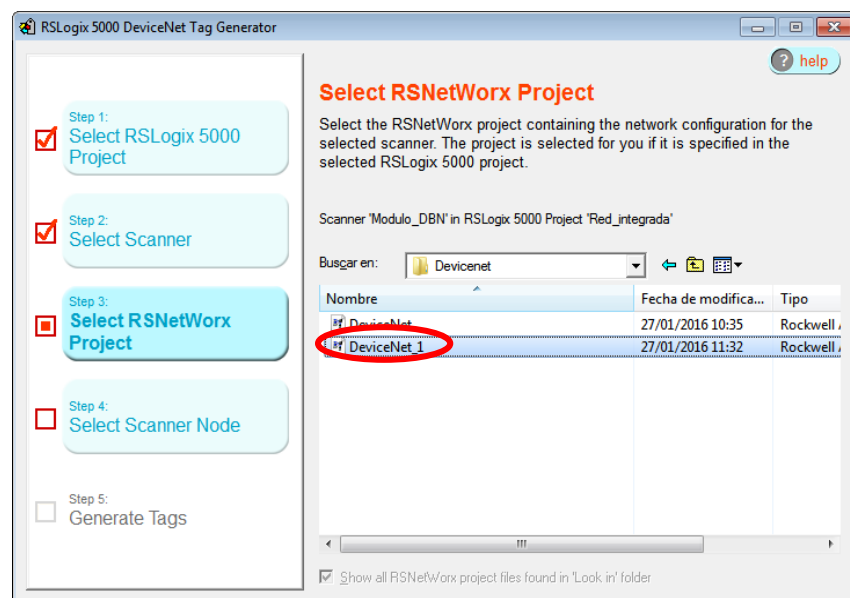 RSLogix 5000 DeviceNet Tag Generator
help
Step 1:
Select RSLogix 5000
Project
Step 2:
Select Scanner
Step 3:
Select RSNetWorx
Project
Step 4:
Select Scanner Node
Step 5:
Generate Tags
Select RSNetWorx Project
Select the RSNetWorx project containing the network configuration for the
selected scanner. The project is selected for you if it is specified in the
selected RSLogix 5000 project.
Scanner 'Modulo_DBN' in RSLogix 5000 Project 'Red_integrada'
Buscar en: Devicenet
Nombre Fecha de modifica... Tipo
DeviceNet 27/01/2016 10:35 Rockwell
DeviceNet_1 27/01/2016 11:32 Rockwell
Show all RSNetWorx project files found in 'Look in' folder